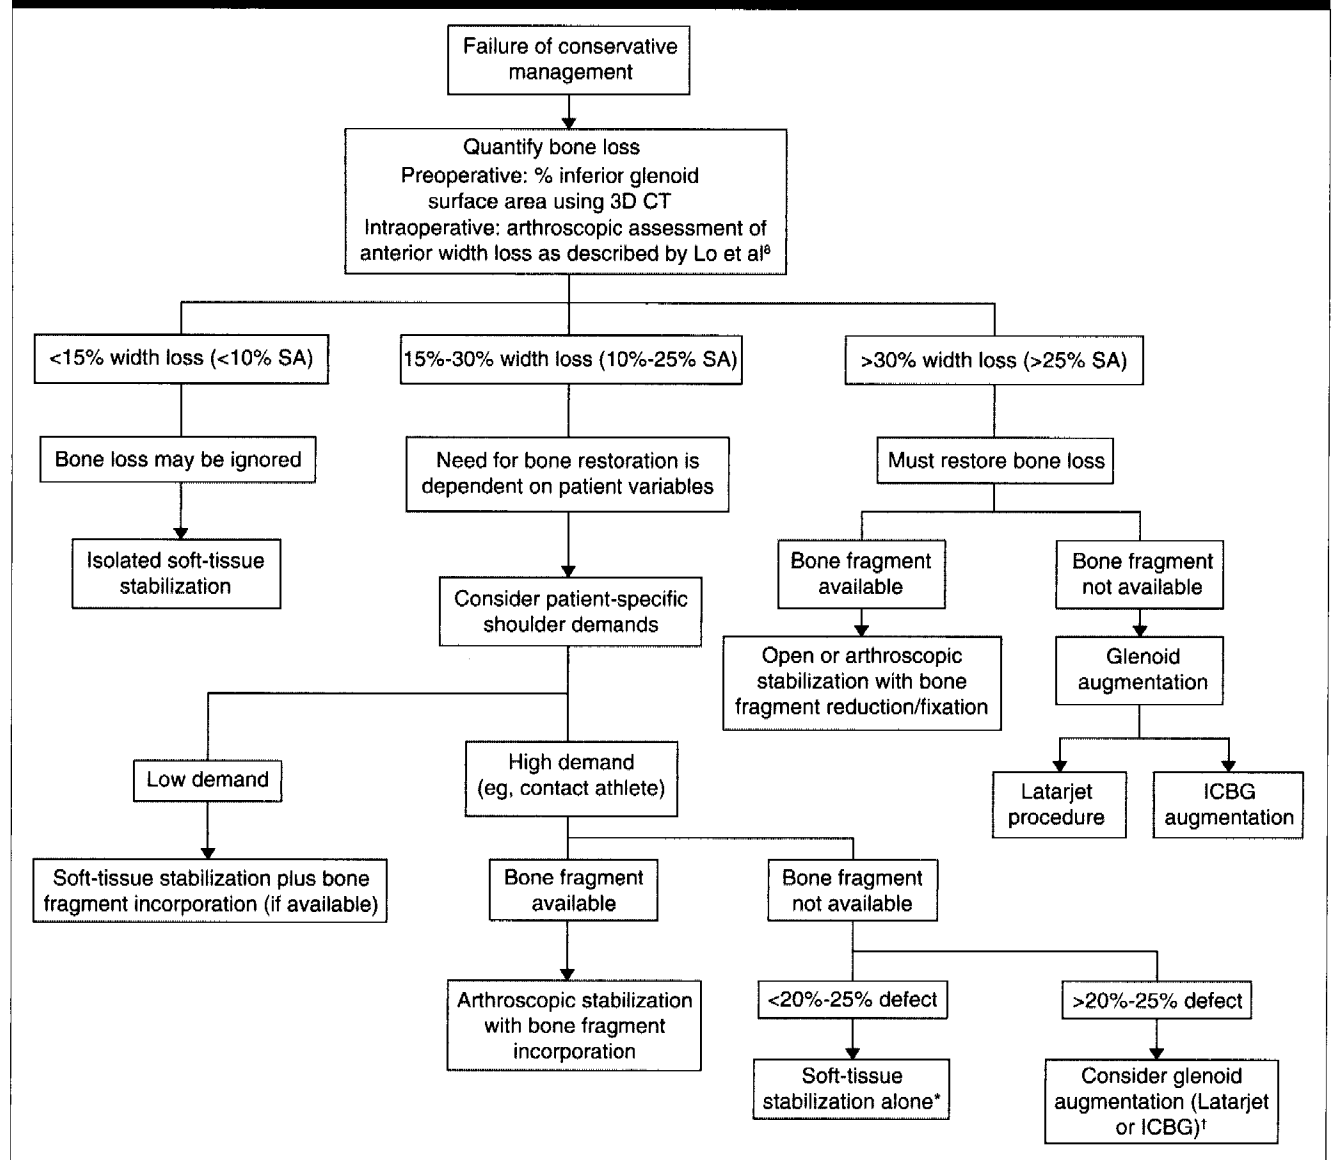 Failure of conservative
management
Quantify bone loss
Preoperative: % inferior glenoid
surface area using 3D CT
Intraoperative: arthroscopic assessment of
anterior width loss as described by Lo et al⁸
<15% width loss (<10% SA)
15%-30% width loss (10%-25% SA)
>30% width loss (>25% SA)
Bone loss may be ignored
Need for bone restoration is
dependent on patient variables
Must restore bone loss
Isolated soft-tissue
stabilization
Consider patient-specific
shoulder demands
Bone fragment
available
Bone fragment
not available
Open or arthroscopic
stabilization with bone
fragment reduction/fixation
Glenoid
augmentation
Latarjet
procedure
ICBG
augmentation
Low demand
High demand
(eg, contact athlete)
Soft-tissue stabilization plus bone
fragment incorporation (if available)
Bone fragment
available
Bone fragment
not available
Arthroscopic stabilization
with bone fragment
incorporation
<20%-25% defect
>20%-25% defect
Soft-tissue
stabilization alone*
Consider glenoid
augmentation (Latarjet
or ICBG)†